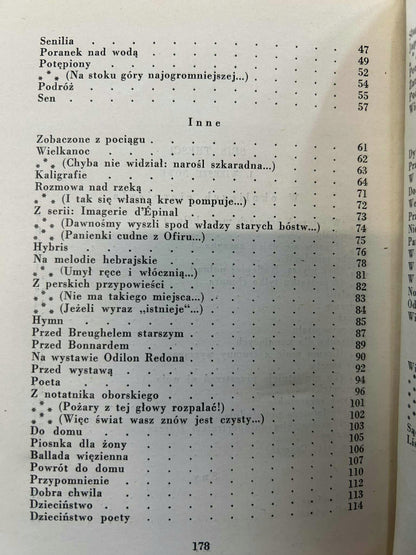 Senilia . . . . . . . . . . 47
Poranek nad wodą . . . . . . . 49
Potępiony . . . . . . . . . 52
⁂ (Na stoku góry najogromniejszej...) . . 54
Podróż . . . . . . . . . . 55
Sen . . . . . . . . . . . 57
Inne
Zobaczone z pociągu . . . . . . 61
Wielkanoc . . . . . . . . . 62
⁂ (Chyba nie widział: narośl szkaradna...) . 63
Kaligrafie . . . . . . . . . 64
Rozmowa nad rzeką . . . . . . . 71
⁂ (I tak się własną krew pompuje...) . . 72
Z serii: Imagerie d'Épinal . . . . . 73
⁂ (Dawnośmy wyszli spod władzy starych bóstw...) 74
⁂ (Panienki cudne z Ofiru...) . . . . 75
Hybris . . . . . . . . . . 76
Na melodie hebrajskie . . . . . . 78
⁂ (Umył ręce i włócznią...) . . . . 81
Z perskich przypowieści . . . . . 82
⁂ (Nie ma takiego miejsca...) . . . . 83
⁂ (Jeżeli wyraz „istnieje”...) . . . . 84
Hymn . . . . . . . . . . 85
Przed Breughelem starszym . . . . . 87
Przed Bonnardem . . . . . . . 89
Na wystawie Odilon Redona . . . . . 90
Przed wystawą . . . . . . . . 92
Poeta . . . . . . . . . . 94
Z notatnika oborskiego . . . . . . 96
⁂ (Pożary z tej głowy rozpalać!) . . . 101
⁂ (Więc świat wasz znów jest czysty...) . . 102
Do domu . . . . . . . . . 103
Piosnka dla żony . . . . . . . 105
Ballada więzienna . . . . . . . 107
Powrót do domu . . . . . . . 110
Przypomnienie . . . . . . . . 112
Dobra chwila . . . . . . . . 113
Dzieciństwo . . . . . . . . 114
Dzieciństwo poety . . . . . . .
178